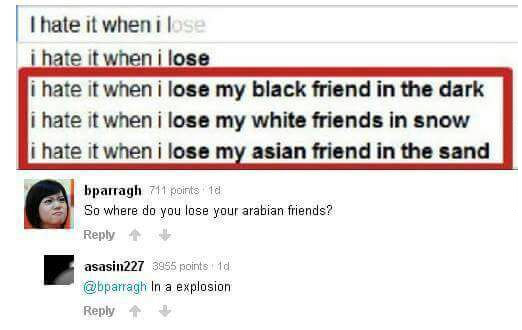 I hate it when i lose
i hate it when i lose
i hate it when i lose my black friend in the dark
i hate it when i lose my white friends in snow
i hate it when i lose my asian friend in the sand
bparragh 711 points · 1d
So where do you lose your arabian friends?
Reply
asasin227 3955 points · 1d
@bparragh In a explosion
Reply